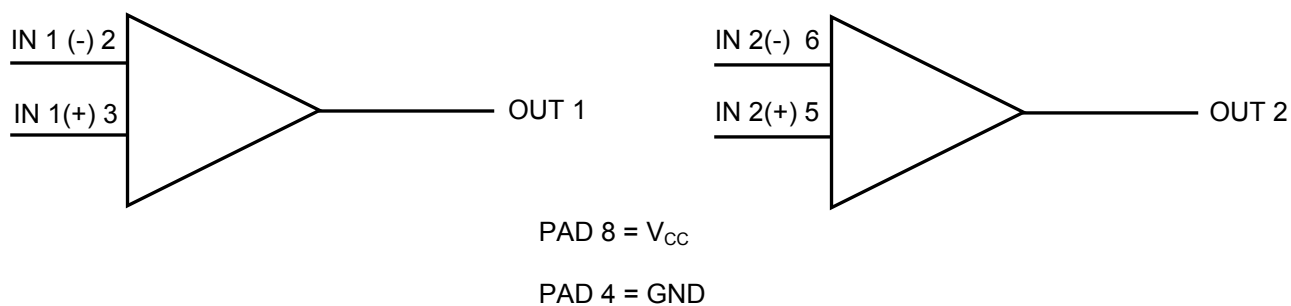 IN 1 (-) 2
IN 1(+) 3
OUT 1
IN 2(-) 6
IN 2(+) 5
OUT 2
PAD 8 = VCC
PAD 4 = GND